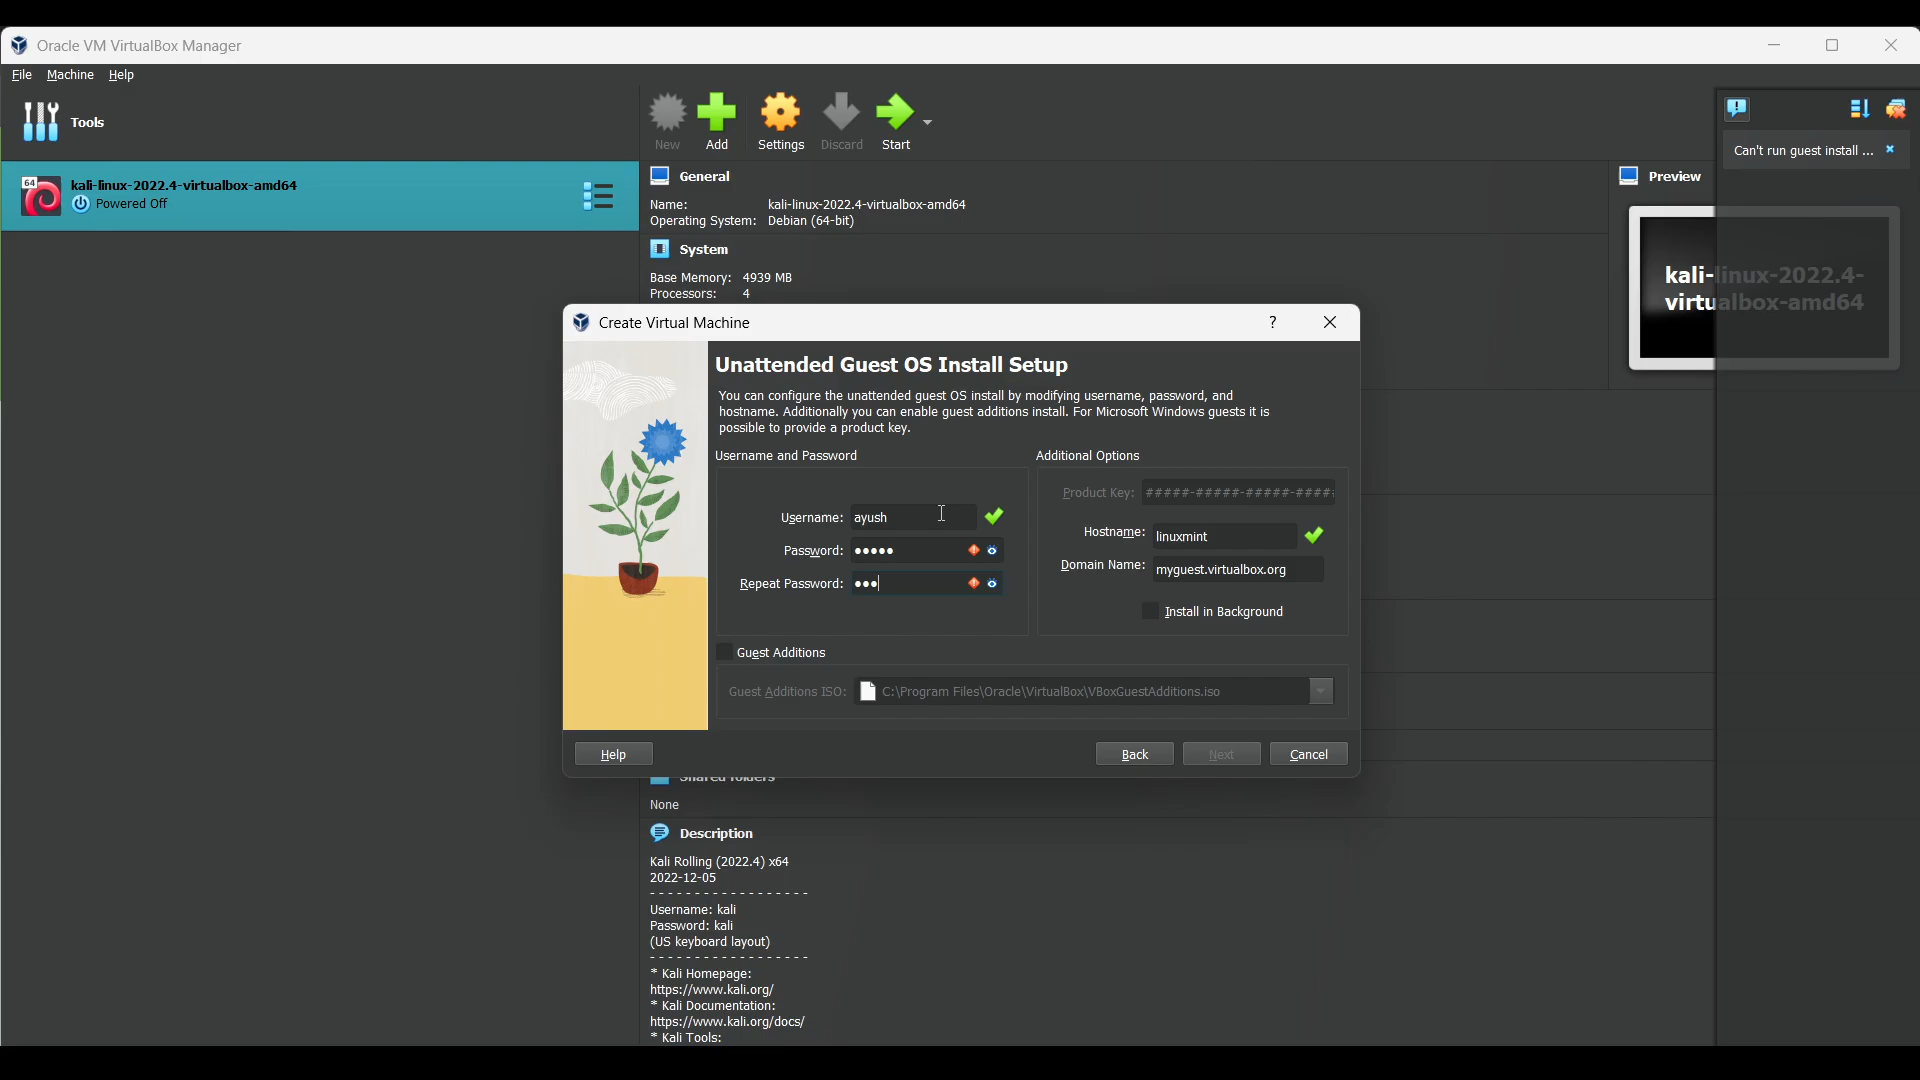 Oracle VM VirtualBox Manager
File Machine Help
Tools
New Add Settings Discard Start
Can't run guest install ...
64 kali-linux-2022.4-virtualbox-amd64
Powered Off
General
Name: kali-linux-2022.4-virtualbox-amd64
Operating System: Debian (64-bit)
System
Base Memory: 4939 MB
Processors: 4
Preview
kali-linux-2022.4-
virtualbox-amd64
Create Virtual Machine
?
Unattended Guest OS Install Setup
You can configure the unattended guest OS install by modifying username, password, and
hostname. Additionally you can enable guest additions install. For Microsoft Windows guests it is
possible to provide a product key.
Username and Password
Username: ayush
Password: ●●●●●
Repeat Password: ●●●
Additional Options
Product Key: #####-#####-#####-####
Hostname: linuxmint
Domain Name: myguest.virtualbox.org
Install in Background
Guest Additions
Guest Additions ISO: C:\Program Files\Oracle\VirtualBox\VBoxGuestAdditions.iso
Help Back Next Cancel
Shared folders
None
Description
Kali Rolling (2022.4) x64
2022-12-05
- - - - - - - - - - - - - - - - - -
Username: kali
Password: kali
(US keyboard layout)
- - - - - - - - - - - - - - - - - -
* Kali Homepage:
https://www.kali.org/
* Kali Documentation:
https://www.kali.org/docs/
* Kali Tools: